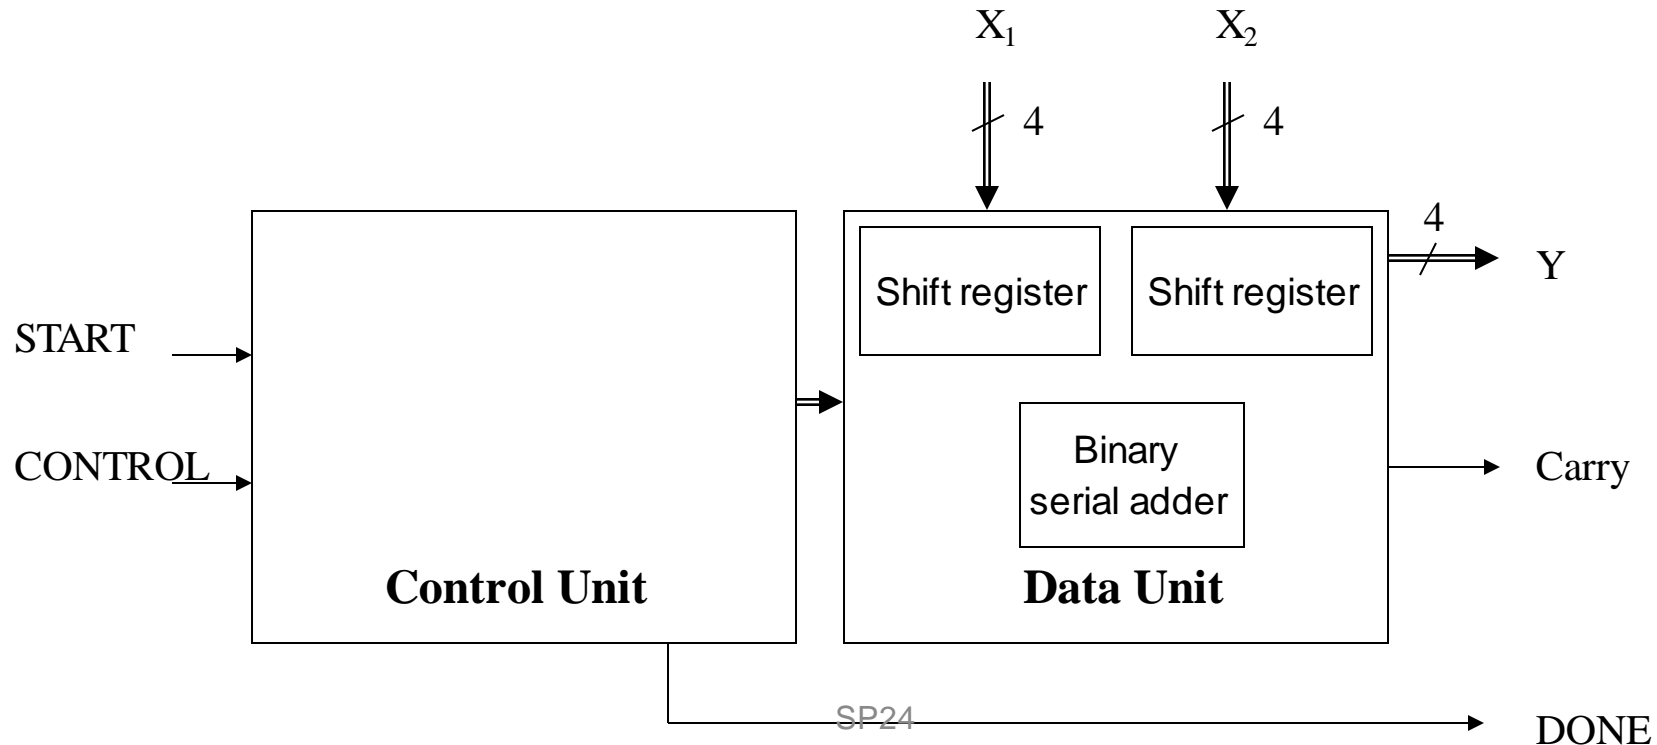 X₁
X₂
4
4
4
Shift register
Shift register
Y
START
CONTROL
Binary
serial adder
Carry
Control Unit
Data Unit
SP24
DONE